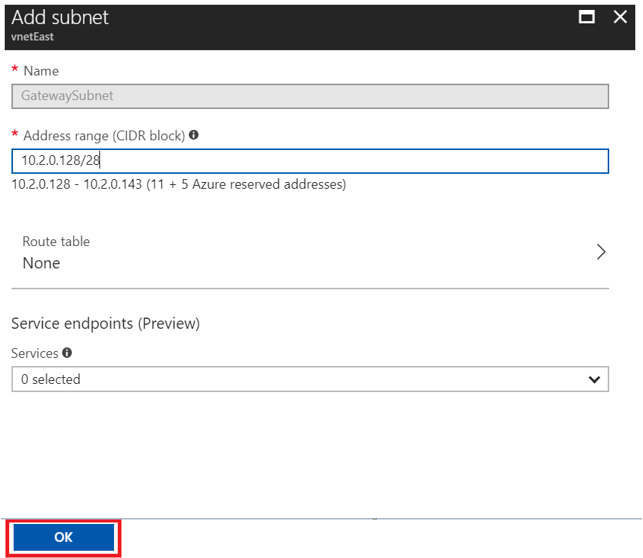 Add subnet
vnetEast
* Name
GatewaySubnet
* Address range (CIDR block)
10.2.0.128/28
10.2.0.128 - 10.2.0.143 (11 + 5 Azure reserved addresses)
Route table
None
Service endpoints (Preview)
Services
0 selected
OK